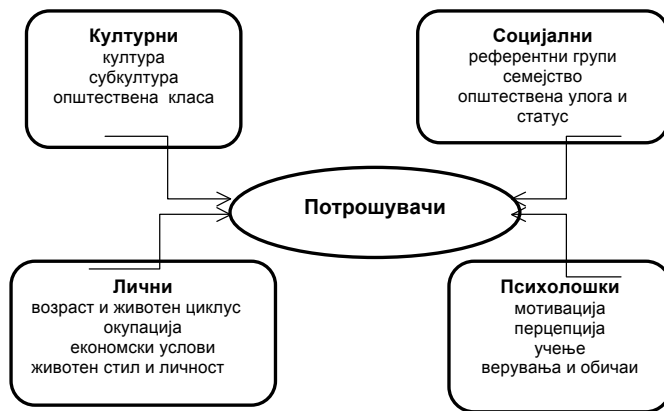 Културни
култура
субкултура
општествена класа
Социјални
референтни групи
семејство
општествена улога и
статус
Потрошувачи
Лични
возраст и животен циклус
окупација
економски услови
животен стил и личност
Психолошки
мотивација
перцепција
учење
верувања и обичаи